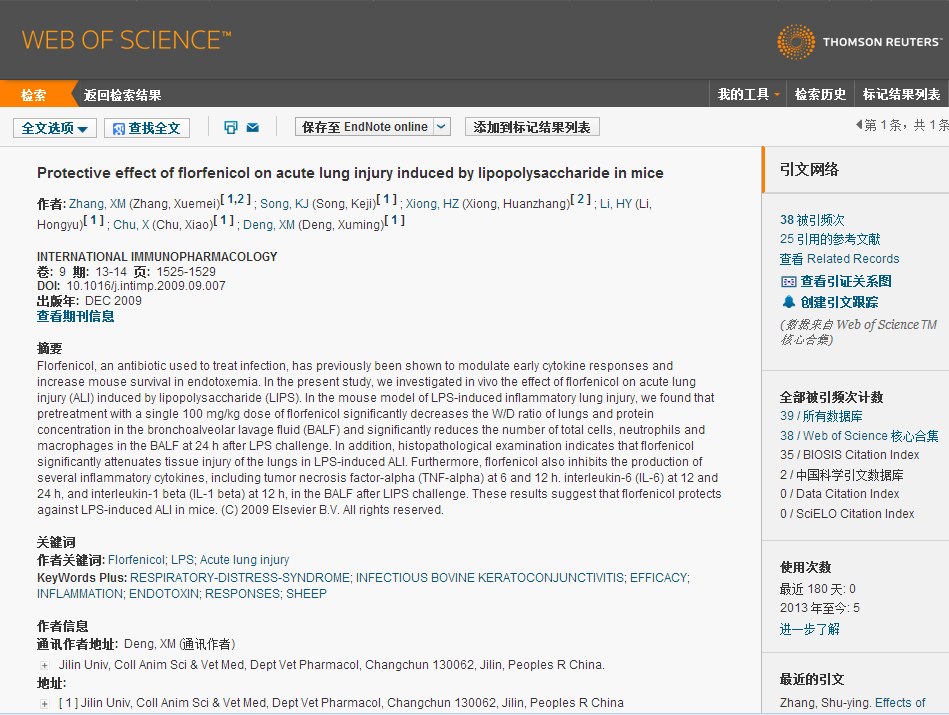 WEB OF SCIENCE™
THOMSON REUTERS™
检索
返回检索结果
我的工具
检索历史
标记结果列表
全文选项
查找全文
保存至 EndNote online
添加到标记结果列表
第 1 条，共 1 条
Protective effect of florfenicol on acute lung injury induced by lipopolysaccharide in mice
作者: Zhang, XM (Zhang, Xuemei)[ 1,2 ] ; Song, KJ (Song, Keji)[ 1 ] ; Xiong, HZ (Xiong, Huanzhang)[ 2 ] ; Li, HY (Li,
Hongyu)[ 1 ] ; Chu, X (Chu, Xiao)[ 1 ] ; Deng, XM (Deng, Xuming)[ 1 ]
INTERNATIONAL IMMUNOPHARMACOLOGY
卷: 9 期: 13-14 页: 1525-1529
DOI: 10.1016/j.intimp.2009.09.007
出版年: DEC 2009
查看期刊信息
摘要
Florfenicol, an antibiotic used to treat infection, has previously been shown to modulate early cytokine responses and
increase mouse survival in endotoxemia. In the present study, we investigated in vivo the effect of florfenicol on acute lung
injury (ALI) induced by lipopolysaccharide (LIPS). In the mouse model of LPS-induced inflammatory lung injury, we found that
pretreatment with a single 100 mg/kg dose of florfenicol significantly decreases the W/D ratio of lungs and protein
concentration in the bronchoalveolar lavage fluid (BALF) and significantly reduces the number of total cells, neutrophils and
macrophages in the BALF at 24 h after LPS challenge. In addition, histopathological examination indicates that florfenicol
significantly attenuates tissue injury of the lungs in LPS-induced ALI. Furthermore, florfenicol also inhibits the production of
several inflammatory cytokines, including tumor necrosis factor-alpha (TNF-alpha) at 6 and 12 h. interleukin-6 (IL-6) at 12 and
24 h, and interleukin-1 beta (IL-1 beta) at 12 h, in the BALF after LIPS challenge. These results suggest that florfenicol protects
against LPS-induced ALI in mice. (C) 2009 Elsevier B.V. All rights reserved.
关键词
作者关键词: Florfenicol; LPS; Acute lung injury
KeyWords Plus: RESPIRATORY-DISTRESS-SYNDROME; INFECTIOUS BOVINE KERATOCONJUNCTIVITIS; EFFICACY;
INFLAMMATION; ENDOTOXIN; RESPONSES; SHEEP
作者信息
通讯作者地址: Deng, XM (通讯作者)
Jilin Univ, Coll Anim Sci & Vet Med, Dept Vet Pharmacol, Changchun 130062, Jilin, Peoples R China.
地址:
[ 1 ] Jilin Univ, Coll Anim Sci & Vet Med, Dept Vet Pharmacol, Changchun 130062, Jilin, Peoples R China
引文网络
38 被引频次
25 引用的参考文献
查看 Related Records
查看引证关系图
创建引文跟踪
(数据来自 Web of Science TM
核心合集)
全部被引频次计数
39 / 所有数据库
38 / Web of Science 核心合集
35 / BIOSIS Citation Index
2 / 中国科学引文数据库
0 / Data Citation Index
0 / SciELO Citation Index
使用次数
最近 180 天: 0
2013 年至今: 5
进一步了解
最近的引文
Zhang, Shu-ying. Effects of